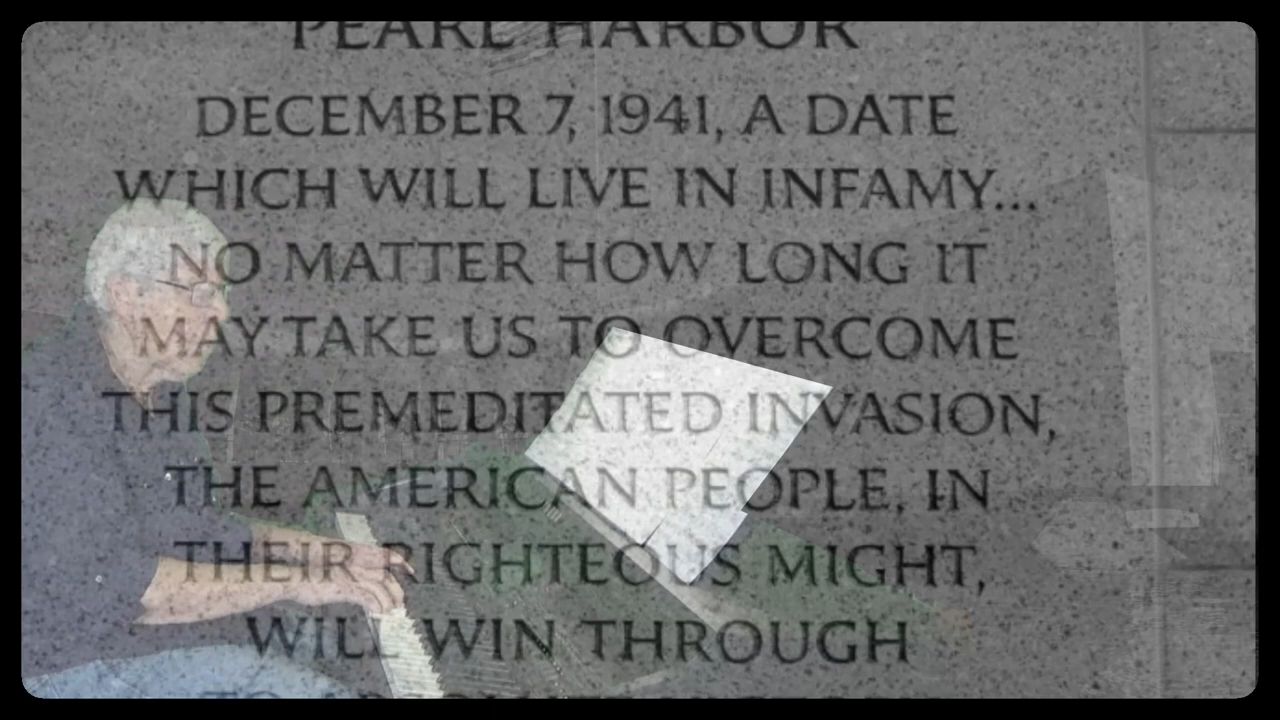 PEARL HARBOR
DECEMBER 7, 1941, A DATE
WHICH WILL LIVE IN INFAMY...
NO MATTER HOW LONG IT
MAY TAKE US TO OVERCOME
THIS PREMEDITATED INVASION,
THE AMERICAN PEOPLE, IN
THEIR RIGHTEOUS MIGHT,
WILL WIN THROUGH